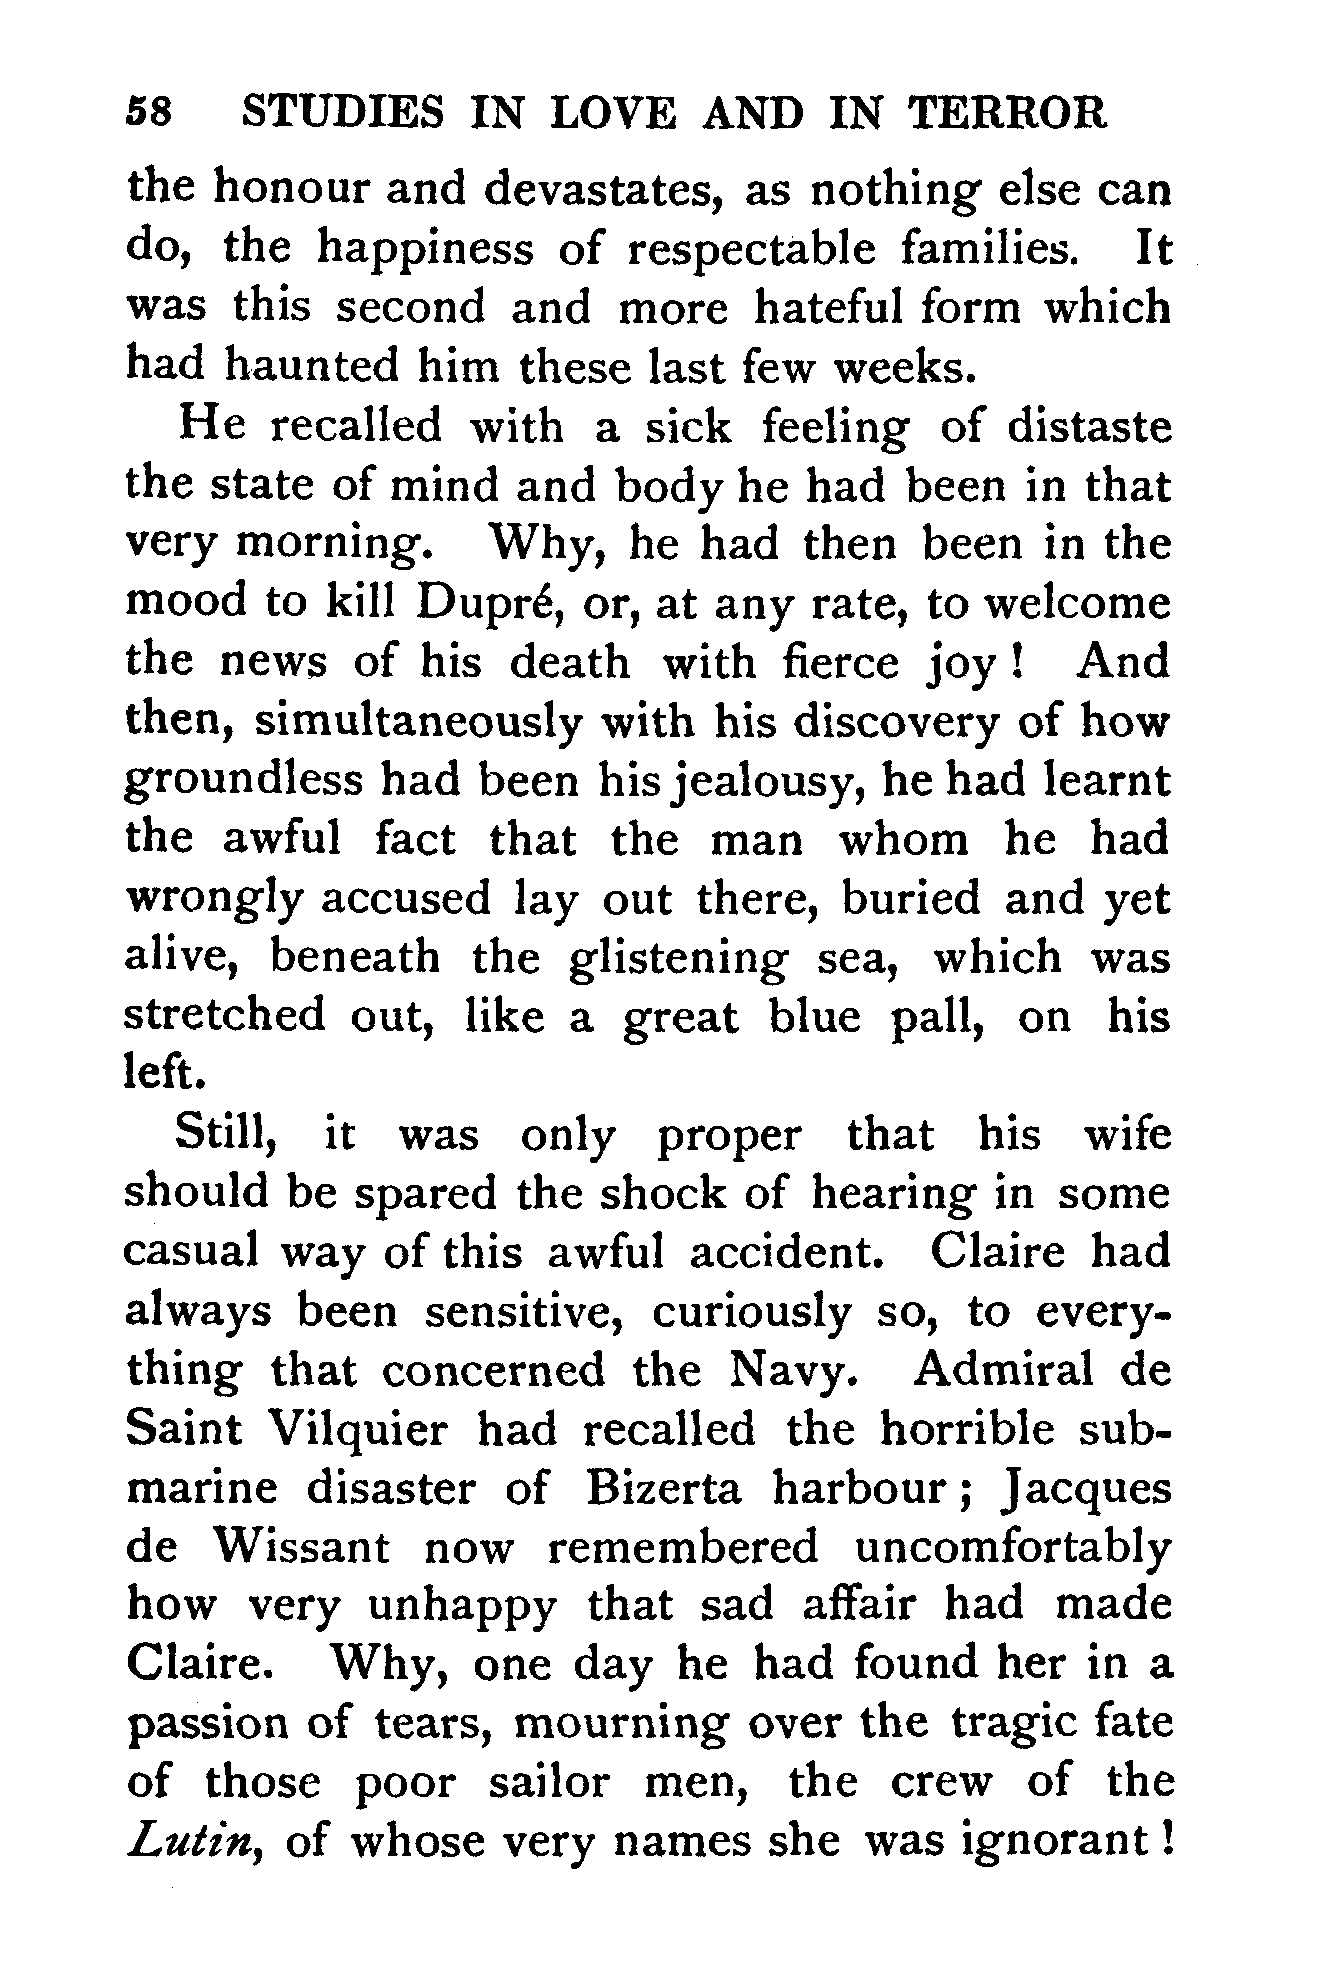 58 STUDIES IN LOVE AND IN TERROR
the honour and devastates, as nothing else can
do, the happiness of respectable families. It
was this second and more hateful form which
had haunted him these last few weeks.
He recalled with a sick feeling of distaste
the state of mind and body he had been in that
very morning. Why, he had then been in the
mood to kill Dupré, or, at any rate, to welcome
the news of his death with fierce joy ! And
then, simultaneously with his discovery of how
groundless had been his jealousy, he had learnt
the awful fact that the man whom he had
wrongly accused lay out there, buried and yet
alive, beneath the glistening sea, which was
stretched out, like a great blue pall, on his
left.
Still, it was only proper that his wife
should be spared the shock of hearing in some
casual way of this awful accident. Claire had
always been sensitive, curiously so, to every-
thing that concerned the Navy. Admiral de
Saint Vilquier had recalled the horrible sub-
marine disaster of Bizerta harbour ; Jacques
de Wissant now remembered uncomfortably
how very unhappy that sad affair had made
Claire. Why, one day he had found her in a
passion of tears, mourning over the tragic fate
of those poor sailor men, the crew of the
Lutin, of whose very names she was ignorant !